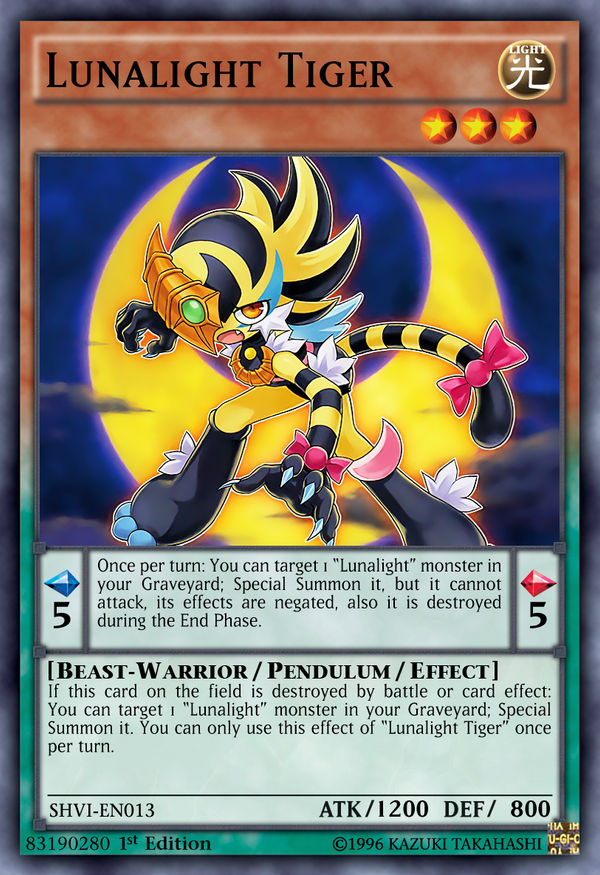 LUNALIGHT TIGER
LIGHT
光
Once per turn: You can target 1 "Lunalight" monster in
your Graveyard; Special Summon it, but it cannot
attack, its effects are negated, also it is destroyed
during the End Phase.
5
5
[BEAST-WARRIOR / PENDULUM / EFFECT]
If this card on the field is destroyed by battle or card effect:
You can target 1 "Lunalight" monster in your Graveyard; Special
Summon it. You can only use this effect of "Lunalight Tiger" once
per turn.
SHVI-EN013
ATK/1200 DEF/ 800
83190280 1st Edition
©1996 KAZUKI TAKAHASHI